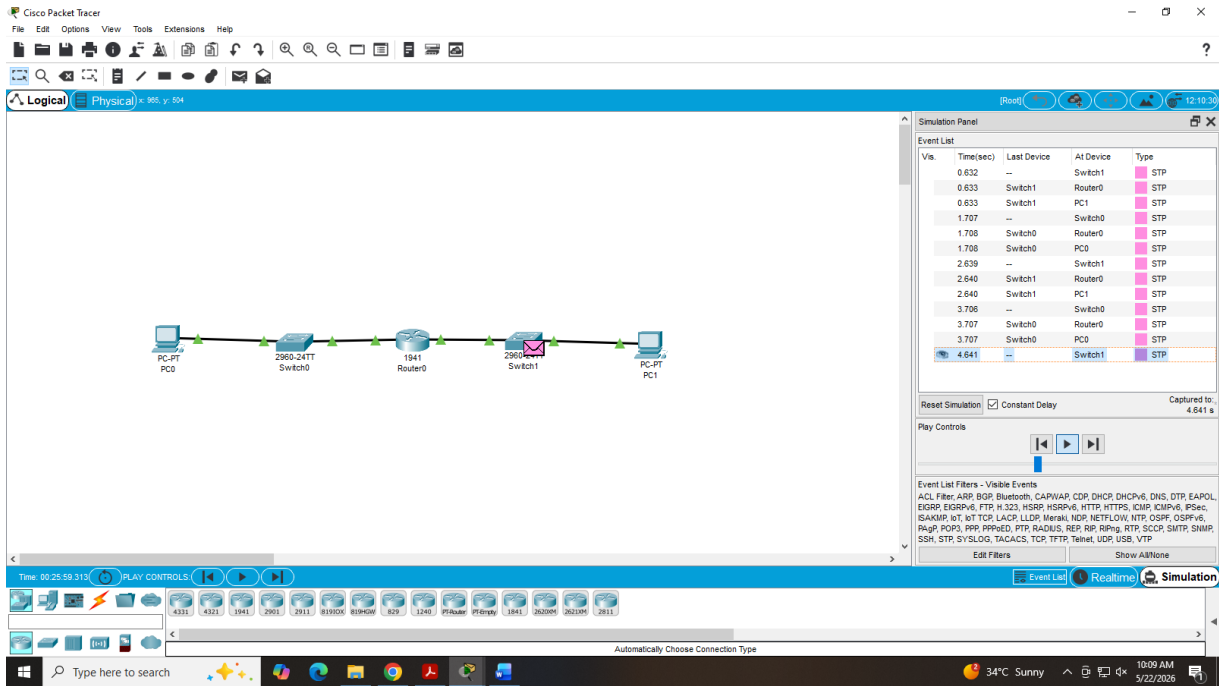 Cisco Packet Tracer
File Edit Options View Tools Extensions Help
?
Logical Physical x: 985, y: 504 [Root] 12:10:30
Simulation Panel
Event List
Vis. Time(sec) Last Device At Device Type
0.632 -- Switch1 STP
0.633 Switch1 Router0 STP
0.633 Switch1 PC1 STP
1.707 -- Switch0 STP
1.708 Switch0 Router0 STP
1.708 Switch0 PC0 STP
2.639 -- Switch1 STP
2.640 Switch1 Router0 STP
2.640 Switch1 PC1 STP
3.706 -- Switch0 STP
3.707 Switch0 Router0 STP
3.707 Switch0 PC0 STP
4.641 -- Switch1 STP
PC-PT
PC0
2960-24TT
Switch0
1941
Router0
2960-24TT
Switch1
PC-PT
PC1
Reset Simulation Constant Delay Captured to:
4.641 s
Play Controls
Event List Filters - Visible Events
ACL Filter, ARP, BGP, Bluetooth, CAPWAP, CDP, DHCP, DHCPv6, DNS, DTP, EAPOL,
EIGRP, EIGRPv6, FTP, H.323, HSRP, HSRPv6, HTTP, HTTPS, ICMP, ICMPv6, IPSec,
ISAKMP, IoT, IoT TCP, LACP, LLDP, Meraki, NDP, NETFLOW, NTP, OSPF, OSPFv6,
PAgP, POP3, PPP, PPPoED, PTP, RADIUS, REP, RIP, RIPng, RTP, SCCP, SMTP, SNMP,
SSH, STP, SYSLOG, TACACS, TCP, TFTP, Telnet, UDP, USB, VTP
Edit Filters Show All/None
Time: 00:25:59.313 PLAY CONTROLS: Event List Realtime Simulation
4331 4321 1941 2901 2911 819IOX 819HGW 829 1240 PT-Router PT-Empty 1841 2620XM 2621XM 2811
Automatically Choose Connection Type
Type here to search
34°C Sunny
10:09 AM
5/22/2026